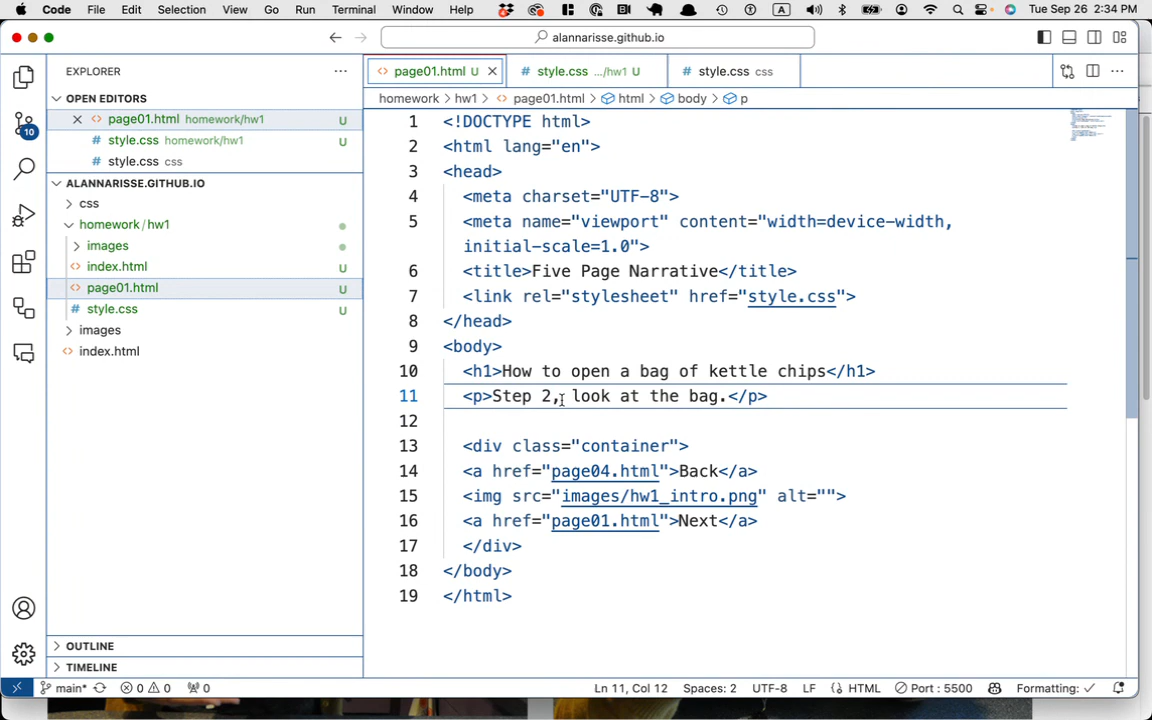 Code File Edit Selection View Go Run Terminal Window Help A Tue Sep 26 2:34 PM
alannarisse.github.io
EXPLORER
OPEN EDITORS
page01.html homework/hw1 U
style.css homework/hw1 U
style.css css
ALANNARISSE.GITHUB.IO
css
homework / hw1
images
index.html U
page01.html U
style.css U
images
index.html
OUTLINE
TIMELINE
10
page01.html U style.css .../hw1 U style.css css
homework > hw1 > page01.html > html > body > p
1 <!DOCTYPE html>
2 <html lang="en">
3 <head>
4 <meta charset="UTF-8">
5 <meta name="viewport" content="width=device-width,
initial-scale=1.0">
6 <title>Five Page Narrative</title>
7 <link rel="stylesheet" href="style.css">
8 </head>
9 <body>
10 <h1>How to open a bag of kettle chips</h1>
11 <p>Step 2, look at the bag.</p>
12
13 <div class="container">
14 <a href="page04.html">Back</a>
15 <img src="images/hw1_intro.png" alt="">
16 <a href="page01.html">Next</a>
17 </div>
18 </body>
19 </html>
main* 0 0 0 Ln 11, Col 12 Spaces: 2 UTF-8 LF HTML Port : 5500 Formatting: ✓